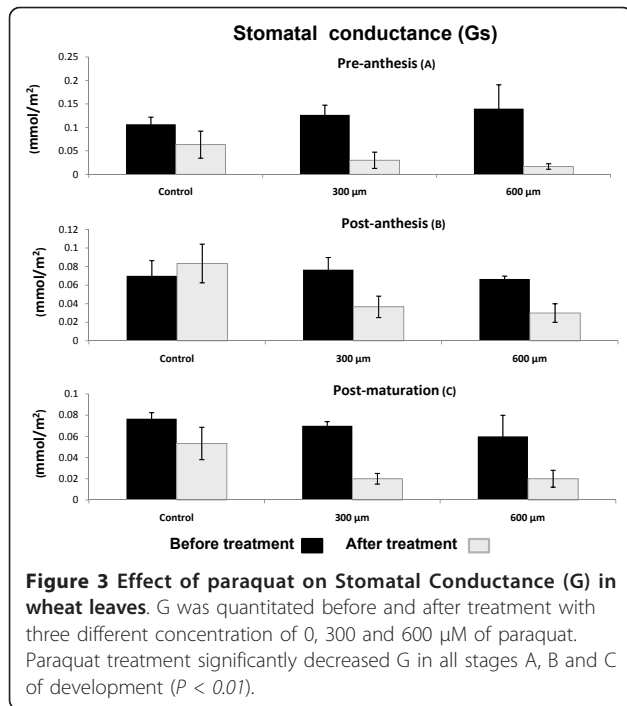 Stomatal conductance (Gs)
Pre-anthesis (A)
(mmol/m²)
0.25
0.2
0.15
0.1
0.05
0
Control 300 µm 600 µm
Post-anthesis (B)
(mmol/m²)
0.12
0.1
0.08
0.06
0.04
0.02
0
Control 300 µm 600 µm
Post-maturation (C)
(mmol/m²)
0.1
0.08
0.06
0.04
0.02
0
Control 300 µm 600 µm
Before treatment After treatment
Figure 3 Effect of paraquat on Stomatal Conductance (G) in
wheat leaves. G was quantitated before and after treatment with
three different concentration of 0, 300 and 600 µM of paraquat.
Paraquat treatment significantly decreased G in all stages A, B and C
of development (P < 0.01).